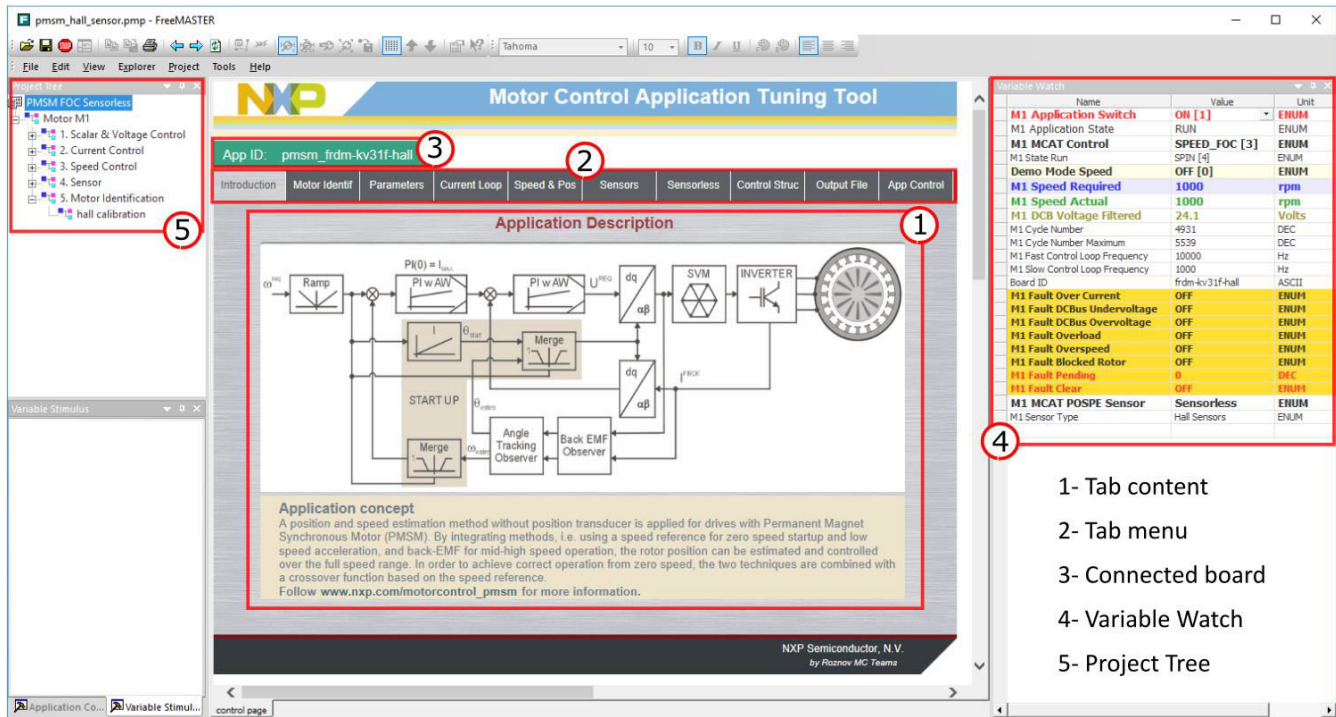 pmsm_hall_sensor.pmp - FreeMASTER
Tahoma
10
B I U
File Edit View Explorer Project Tools Help
Project Tree
PMSM FOC Sensorless
Motor M1
1. Scalar & Voltage Control
2. Current Control
3. Speed Control
4. Sensor
5. Motor Identification
hall calibration
5
Variable Stimulus
Application Co...
Variable Stimul...
NXP
Motor Control Application Tuning Tool
App ID: pmsm_frdm-kv31f-hall
3
2
Introduction Motor Identif Parameters Current Loop Speed & Pos Sensors Sensorless Control Struc Output File App Control
1
Application Description
PI(0) = I MAX
Ramp
PI w AW
PI w AW
U REQ
dq
αβ
SVM
INVERTER
I
θ start
Merge
1
dq
αβ
I FBCK
START UP
θ estim
Merge
1
ω estim
Angle
Tracking
Observer
Back EMF
Observer
Application concept
A position and speed estimation method without position transducer is applied for drives with Permanent Magnet
Synchronous Motor (PMSM). By integrating methods, i.e. using a speed reference for zero speed startup and low
speed acceleration, and back-EMF for mid-high speed operation, the rotor position can be estimated and controlled
over the full speed range. In order to achieve correct operation from zero speed, the two techniques are combined with
a crossover function based on the speed reference.
Follow www.nxp.com/motorcontrol_pmsm for more information.
NXP Semiconductor, N.V.
by Roznov MC Teams
control page
Variable Watch
Name Value Unit
M1 Application Switch ON [1] ENUM
M1 Application State RUN ENUM
M1 MCAT Control SPEED_FOC [3] ENUM
M1 State Run SPIN [4] ENUM
Demo Mode Speed OFF [0] ENUM
M1 Speed Required 1000 rpm
M1 Speed Actual 1000 rpm
M1 DCB Voltage Filtered 24.1 Volts
M1 Cycle Number 4931 DEC
M1 Cycle Number Maximum 5539 DEC
M1 Fast Control Loop Frequency 10000 Hz
M1 Slow Control Loop Frequency 1000 Hz
Board ID frdm-kv31f-hall ASCII
M1 Fault Over Current OFF ENUM
M1 Fault DCBus Undervoltage OFF ENUM
M1 Fault DCBus Overvoltage OFF ENUM
M1 Fault Overload OFF ENUM
M1 Fault Overspeed OFF ENUM
M1 Fault Blocked Rotor OFF ENUM
M1 Fault Pending 0 DEC
M1 Fault Clear OFF ENUM
M1 MCAT POSPE Sensor Sensorless ENUM
M1 Sensor Type Hall Sensors ENUM
4
1- Tab content
2- Tab menu
3- Connected board
4- Variable Watch
5- Project Tree